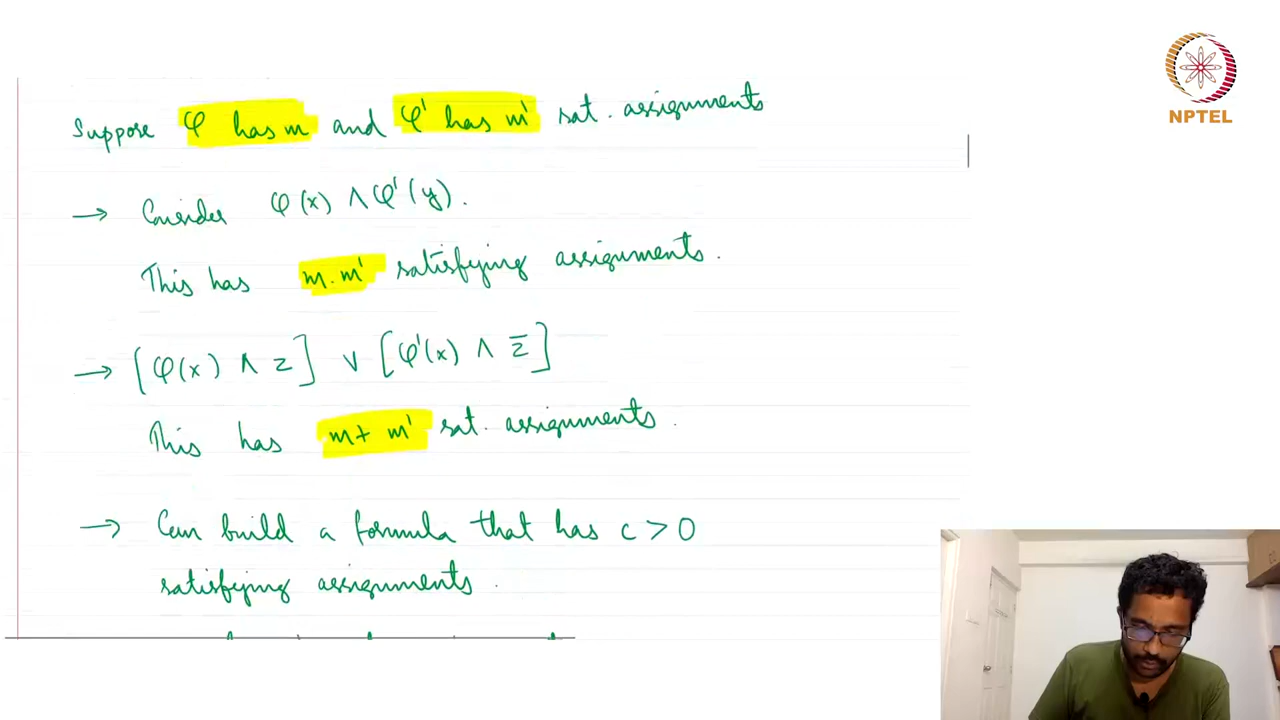 NPTEL
Suppose φ has m and φ' has m' sat. assignments
→ Consider φ(x) ∧ φ'(y).
This has m.m' satisfying assignments.
→ [φ(x) ∧ z] ∨ [φ'(x) ∧ z̅]
This has m+ m' sat. assignments.
→ Can build a formula that has c > 0
satisfying assignments.